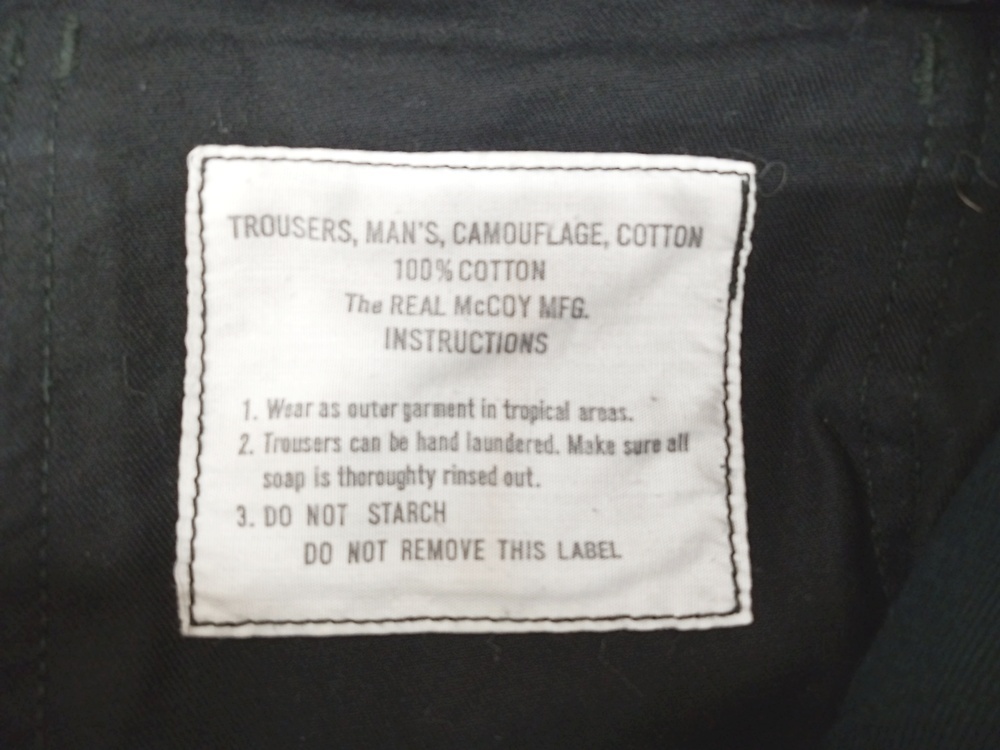 TROUSERS, MAN'S, CAMOUFLAGE, COTTON
100% COTTON
The REAL McCOY MFG.
INSTRUCTIONS
1. Wear as outer garment in tropical areas.
2. Trousers can be hand laundered. Make sure all
soap is thoroughty rinsed out.
3. DO NOT STARCH
DO NOT REMOVE THIS LABEL